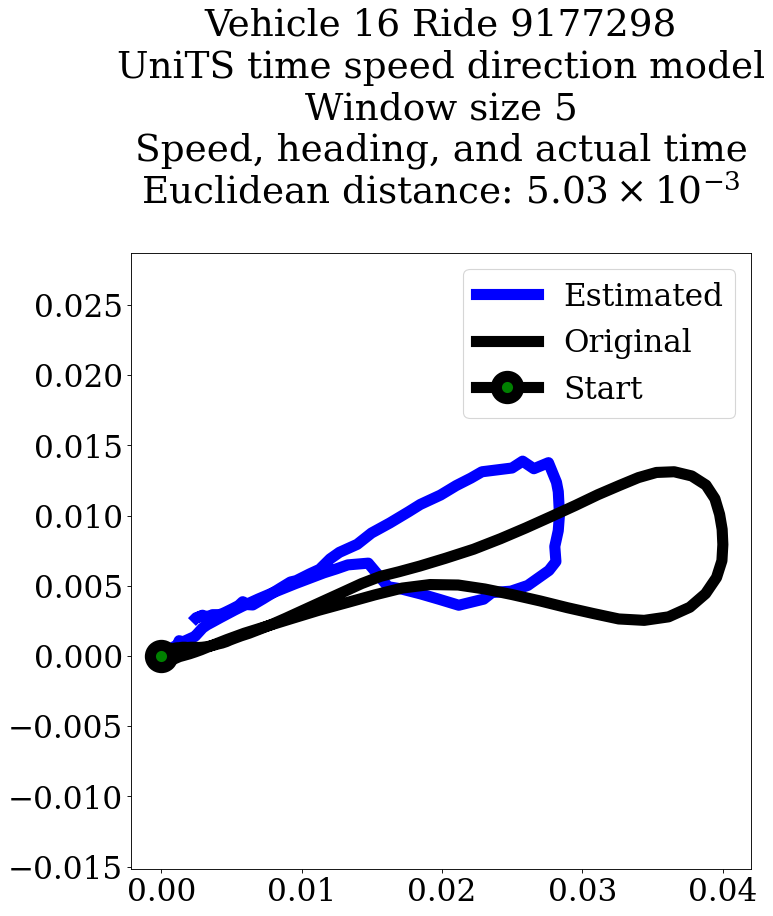 Vehicle 16 Ride 9177298
UniTS time speed direction model
Window size 5
Speed, heading, and actual time
Euclidean distance: 5.03 × 10⁻³
Estimated
Original
Start
0.025
0.020
0.015
0.010
0.005
0.000
−0.005
−0.010
−0.015
0.00 0.01 0.02 0.03 0.04